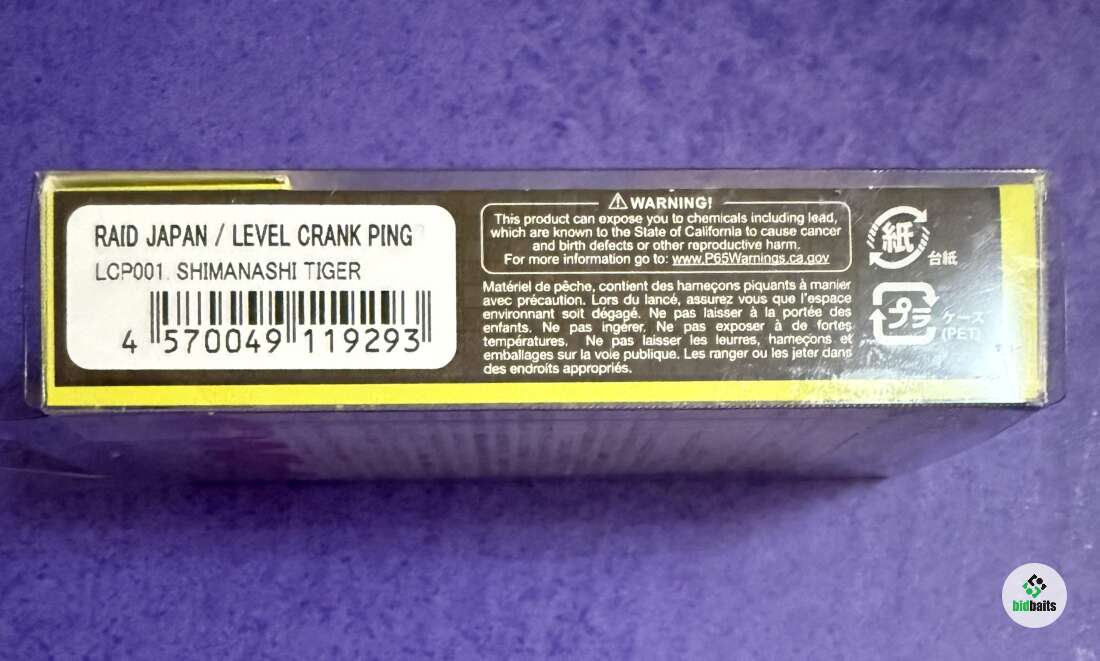 RAID JAPAN / LEVEL CRANK PING
LCP001 SHIMANASHI TIGER
4 570049 119293
⚠WARNING!
This product can expose you to chemicals including lead,
which are known to the State of California to cause cancer
and birth defects or other reproductive harm.
For more information go to: www.P65Warnings.ca.gov
Matériel de pêche, contient des hameçons piquants à manier
avec précaution. Lors du lancé, assurez vous que l'espace
environnant soit dégagé. Ne pas laisser à la portée des
enfants. Ne pas ingérer, Ne pas exposer à de fortes
températures. Ne pas laisser les leurres, hameçons et
emballages sur la voie publique. Les ranger ou les jeter dans
des endroits appropriés.
紙
台紙
プラ
ケース
(PET)
bidbaits